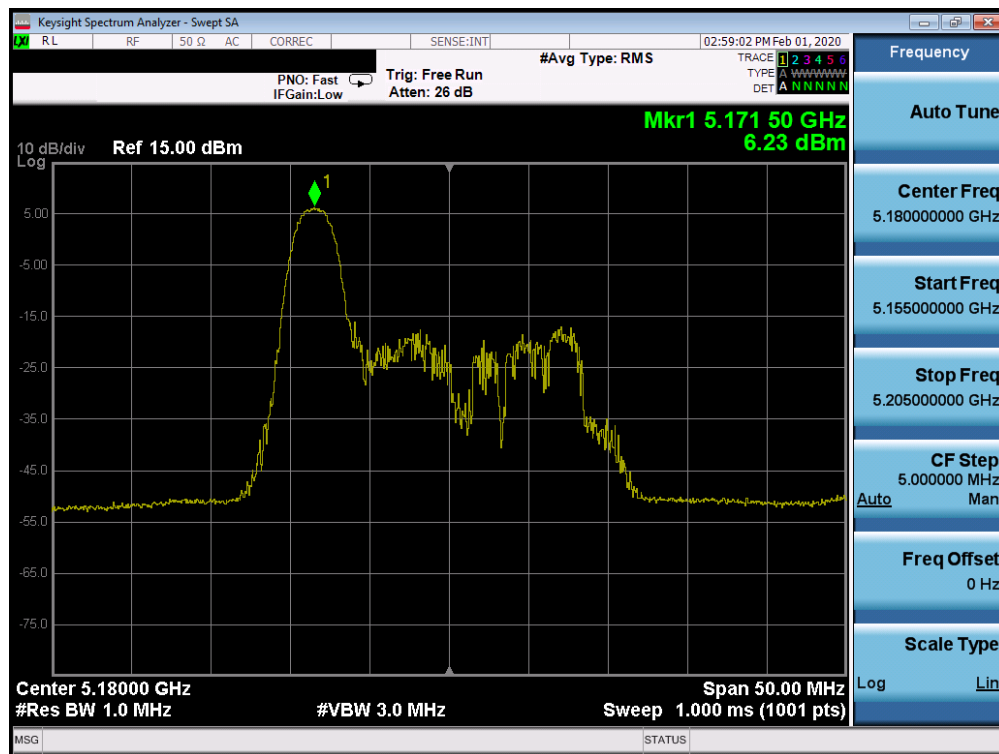 Keysight Spectrum Analyzer - Swept SA
LXI RL RF 50 Ω AC CORREC SENSE:INT 02:59:02 PM Feb 01, 2020
#Avg Type: RMS
TRACE 1 2 3 4 5 6
TYPE A WWWWW
DET A N N N N N
PNO: Fast
IFGain:Low
Trig: Free Run
Atten: 26 dB
Mkr1 5.171 50 GHz
6.23 dBm
10 dB/div
Log
Ref 15.00 dBm
1
5.00
-5.00
-15.0
-25.0
-35.0
-45.0
-55.0
-65.0
-75.0
Center 5.18000 GHz
#Res BW 1.0 MHz
#VBW 3.0 MHz
Span 50.00 MHz
Sweep 1.000 ms (1001 pts)
MSG
STATUS
Frequency
Auto Tune
Center Freq
5.180000000 GHz
Start Freq
5.155000000 GHz
Stop Freq
5.205000000 GHz
CF Step
5.000000 MHz
Auto Man
Freq Offset
0 Hz
Scale Type
Log Lin